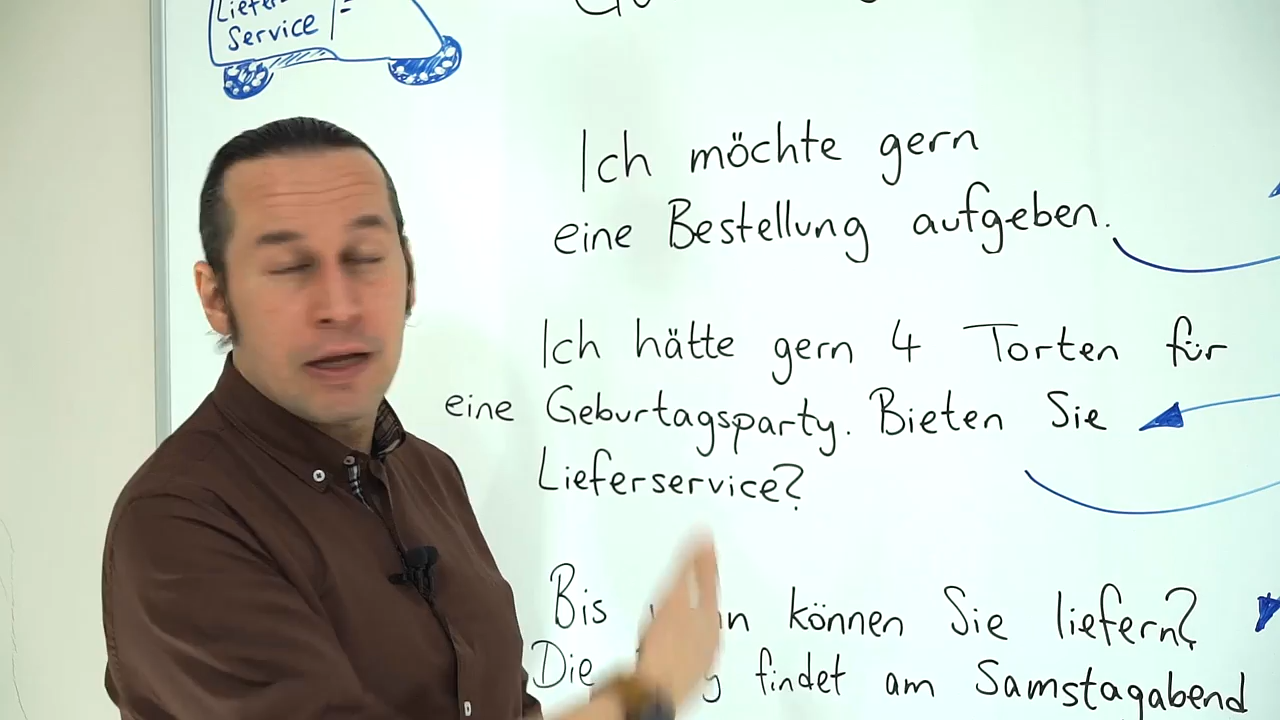 Service
Ich möchte gern
eine Bestellung aufgeben.
Ich hätte gern 4 Torten für
eine Geburtagsparty. Bieten Sie
Lieferservice?
Bis können Sie liefern?
Die findet am Samstagabend